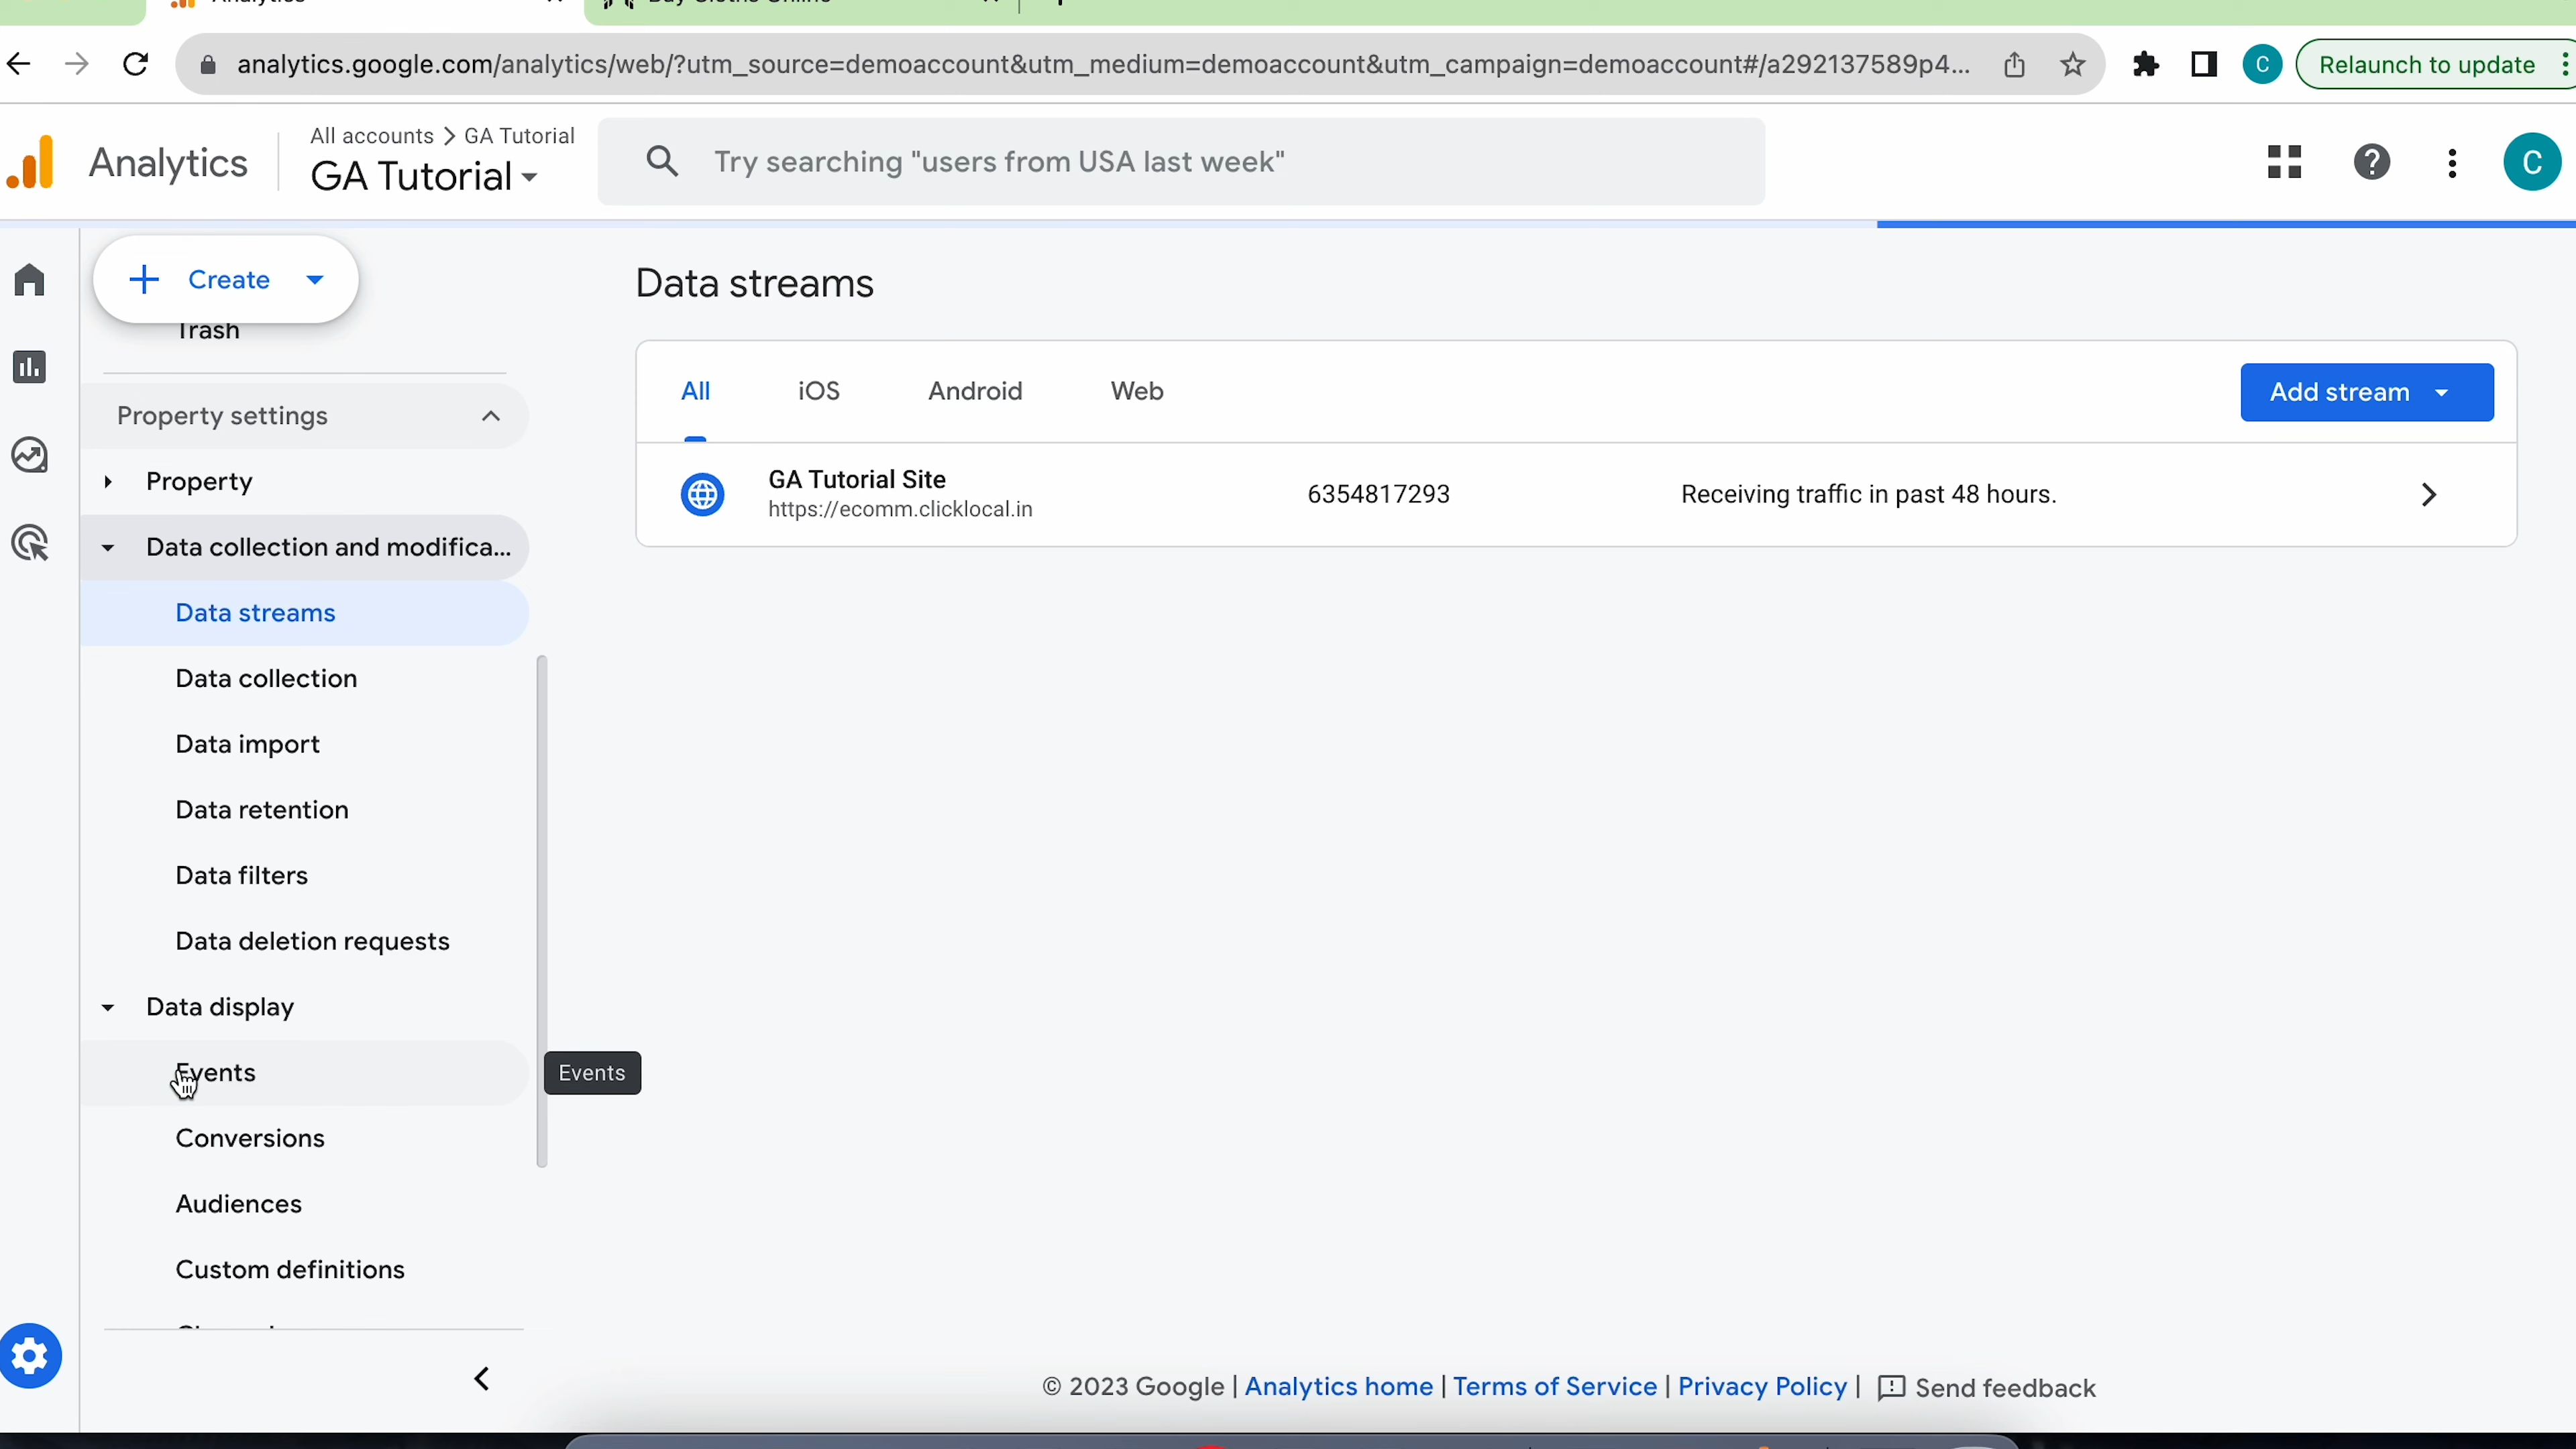 analytics.google.com/analytics/web/?utm_source=demoaccount&utm_medium=demoaccount&utm_campaign=demoaccount#/a292137589p4...
C
Relaunch to update
Analytics
All accounts > GA Tutorial
GA Tutorial
Try searching "users from USA last week"
C
Create
Trash
Property settings
Property
Data collection and modifica...
Data streams
Data collection
Data import
Data retention
Data filters
Data deletion requests
Data display
Events
Events
Conversions
Audiences
Custom definitions
Data streams
All
iOS
Android
Web
Add stream
GA Tutorial Site
https://ecomm.clicklocal.in
6354817293
Receiving traffic in past 48 hours.
© 2023 Google | Analytics home | Terms of Service | Privacy Policy | Send feedback